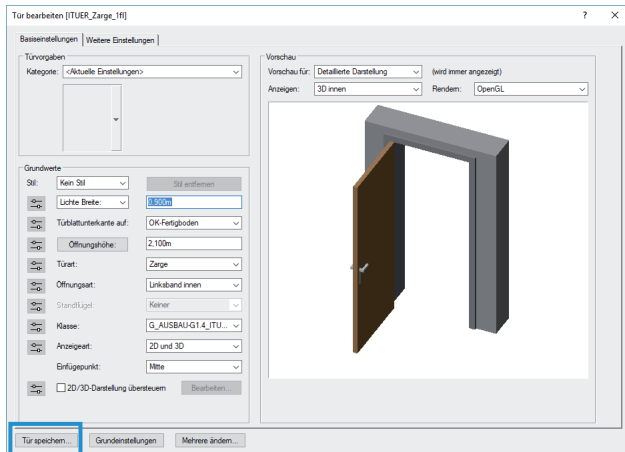 Tür bearbeiten [ITUER_Zarge_1fl]
? ×
Basiseinstellungen Weitere Einstellungen
Türvorgaben
Kategorie: <Aktuelle Einstellungen>
Vorschau
Vorschau für: Detaillierte Darstellung (wird immer angezeigt)
Anzeigen: 3D innen Rendern: OpenGL
Grundwerte
Stil: Kein Stil Stil entfernen
Lichte Breite: 0,900m
Türblattunterkante auf: OK-Fertigboden
Öffnungshöhe: 2,100m
Türart: Zarge
Öffnungsart: Linksband innen
Standflügel: Keiner
Klasse: G_AUSBAU-G1.4_ITU...
Anzeigeart: 2D und 3D
Einfügepunkt: Mitte
2D/3D-Darstellung übersteuern Bearbeiten...
Tür speichern... Grundeinstellungen Mehrere ändern...